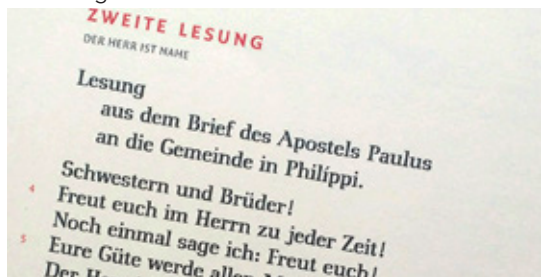 ZWEITE LESUNG
DER HERR IST NAHE
Lesung
aus dem Brief des Apostels Paulus
an die Gemeinde in Philíppi.
Schwestern und Brüder!
4 Freut euch im Herrn zu jeder Zeit!
Noch einmal sage ich: Freut euch!
5 Eure Güte werde allen
Der